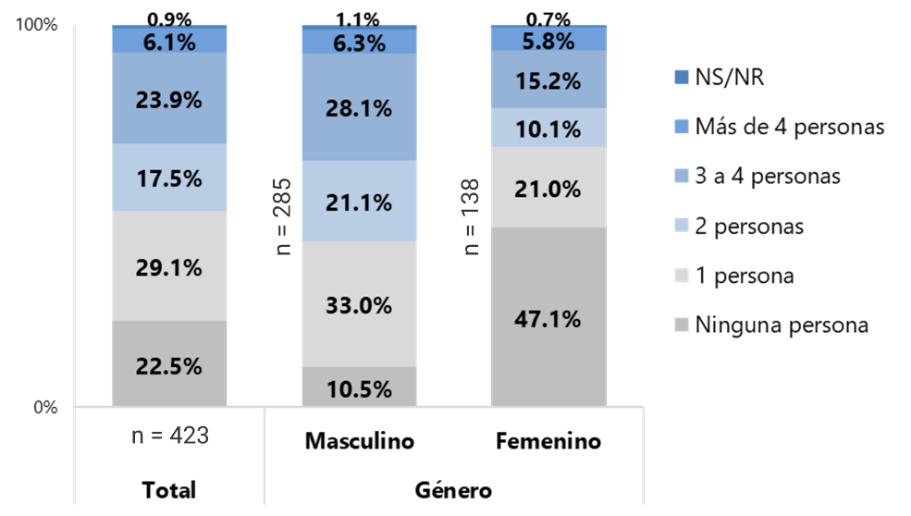 100%
0.9%
6.1%
23.9%
17.5%
29.1%
22.5%
n = 285
1.1%
6.3%
28.1%
21.1%
33.0%
10.5%
n = 138
0.7%
5.8%
15.2%
10.1%
21.0%
47.1%
NS/NR
Más de 4 personas
3 a 4 personas
2 personas
1 persona
Ninguna persona
0%
n = 423
Masculino
Femenino
Total
Género